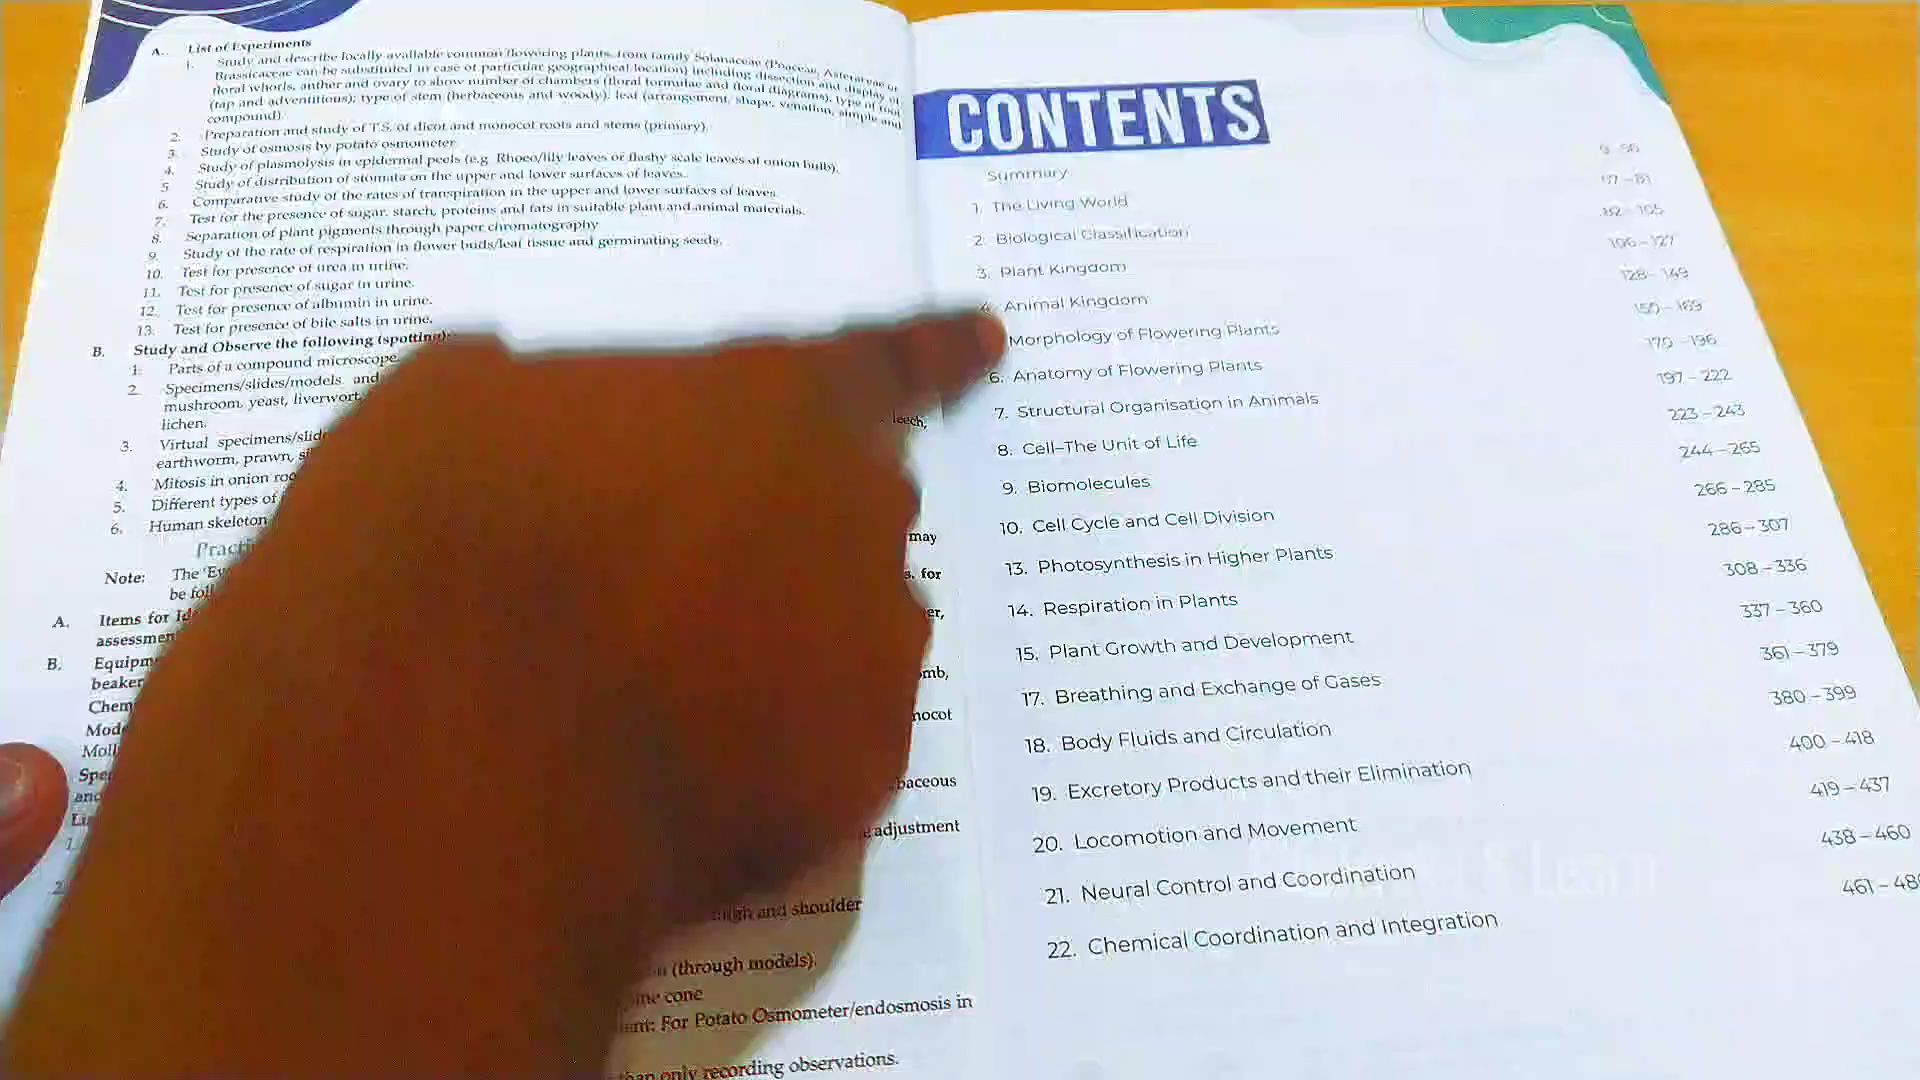 A. List of Experiments
1. Study and describe locally available common flowering plants, from family Solanaceae (Poaceae, Asteraceae or
Brassicaceae can be substituted in case of particular geographical location) including dissection and display of
floral whorls, anther and ovary to show number of chambers (floral formulae and floral diagrams), type of root
(tap and adventitious); type of stem (herbaceous and woody); leaf (arrangement, shape, venation, simple and
compound).
2. Preparation and study of T.S. of dicot and monocot roots and stems (primary).
3. Study of osmosis by potato osmometer.
4. Study of plasmolysis in epidermal peels (e.g. Rhoeo/lily leaves or flashy scale leaves of onion bulb).
5 Study of distribution of stomata on the upper and lower surfaces of leaves.
6. Comparative study of the rates of transpiration in the upper and lower surfaces of leaves.
7. Test for the presence of sugar, starch, proteins and fats in suitable plant and animal materials.
8. Separation of plant pigments through paper chromatography
9. Study of the rate of respiration in flower buds/leaf tissue and germinating seeds.
10. Test for presence of urea in urine.
11. Test for presence of sugar in urine.
12. Test for presence of albumin in urine.
13. Test for presence of bile salts in urine.
B. Study and Observe the following (spotting):
1. Parts of a compound microscope.
2. Specimens/slides/models and
mushroom, yeast, liverwort,
leech,
lichen.
3. Virtual specimens/slide
earthworm, prawn,
4. Mitosis in onion
5. Different types of
6. Human skeleton
may
Note: The
s. for
be
A. Items for
er,
B.
omb,
beaker
nocot
baceous
adjustment
and shoulder
(through models).
cone
For Potato Osmometer/endosmosis in
than only recording observations.
CONTENTS
Summary 9-56
1. The Living World 57-81
2. Biological Classification 82-105
3. Plant Kingdom 106-127
4. Animal Kingdom 128-149
Morphology of Flowering Plants 150-169
6. Anatomy of Flowering Plants 170-196
7. Structural Organisation in Animals 197-222
8. Cell–The Unit of Life 223-243
9. Biomolecules 244-265
10. Cell Cycle and Cell Division 266-285
13. Photosynthesis in Higher Plants 286-307
14. Respiration in Plants 308-336
15. Plant Growth and Development 337-360
17. Breathing and Exchange of Gases 361-379
18. Body Fluids and Circulation 380-399
19. Excretory Products and their Elimination 400-418
20. Locomotion and Movement 419-437
21. Neural Control and Coordination 438-460
22. Chemical Coordination and Integration 461-48
& Learn